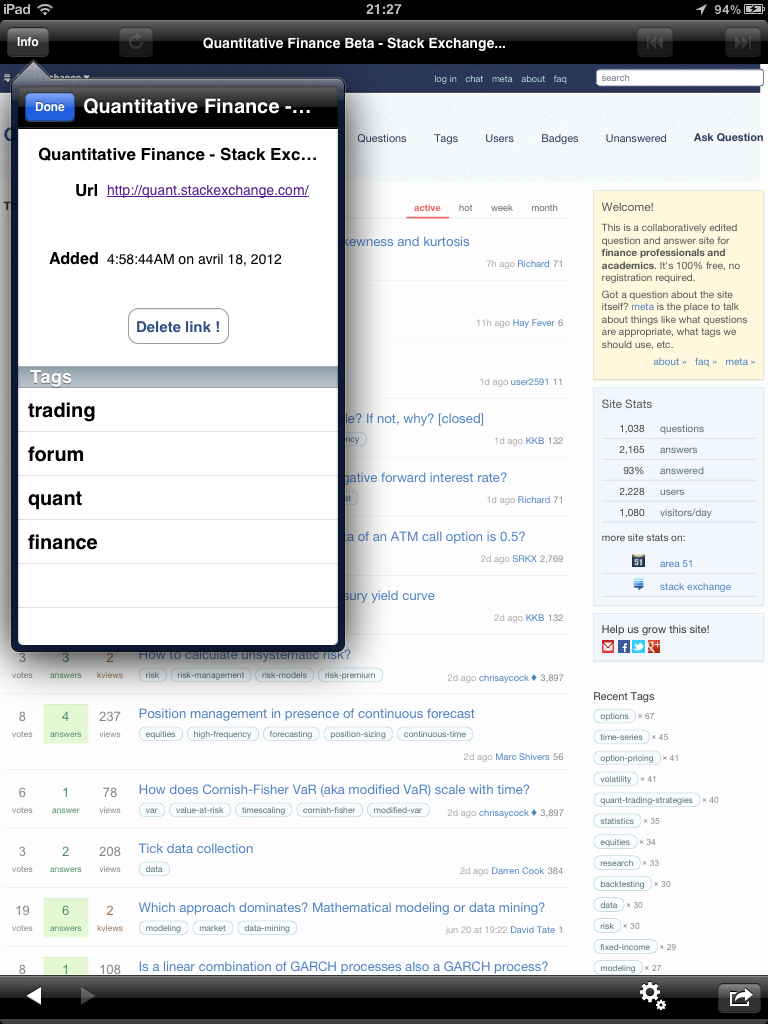 iPad 21:27 94%
Info Quantitative Finance Beta - Stack Exchange...
change ▾ log in chat meta about faq search
Done Quantitative Finance -...
Questions Tags Users Badges Unanswered Ask Question
Quantitative Finance - Stack Exc...
Url http://quant.stackexchange.com/
Added 4:58:44AM on avril 18, 2012
Delete link !
Tags
trading
forum
quant
finance
active hot week month
kewness and kurtosis
7h ago Richard 71
11h ago Hay Fever 6
1d ago user2591 11
le? If not, why? [closed]
ncy
1d ago KKB 132
gative forward interest rate?
1d ago Richard 71
ta of an ATM call option is 0.5?
2d ago SRKX 2,769
sury yield curve
2d ago KKB 132
3 3 2 How to calculate unsystematic risk?
votes answers kviews risk risk-management risk-models risk-premium
2d ago chrisaycock ♦ 3,897
8 4 237 Position management in presence of continuous forecast
votes answers views equities high-frequency forecasting position-sizing continuous-time
2d ago Marc Shivers 56
6 1 78 How does Cornish-Fisher VaR (aka modified VaR) scale with time?
votes answer views var value-at-risk timescaling cornish-fisher modified-var
2d ago chrisaycock ♦ 3,897
3 2 208 Tick data collection
votes answers views data
2d ago Darren Cook 384
19 6 2 Which approach dominates? Mathematical modeling or data mining?
votes answers kviews modeling market data-mining
jun 20 at 19:22 David Tate 1
8 1 108 Is a linear combination of GARCH processes also a GARCH process?
Welcome!
This is a collaboratively edited
question and answer site for
finance professionals and
academics. It's 100% free, no
registration required.
Got a question about the site
itself? meta is the place to talk
about things like what questions
are appropriate, what tags we
should use, etc.
about » faq » meta »
Site Stats
1,038 questions
2,165 answers
93% answered
2,228 users
1,080 visitors/day
more site stats on:
51 area 51
stack exchange
Help us grow this site!
Recent Tags
options × 67
time-series × 45
option-pricing × 41
volatility × 41
quant-trading-strategies × 40
statistics × 35
equities × 34
research × 33
backtesting × 30
data × 30
risk × 30
fixed-income × 29
modeling × 27